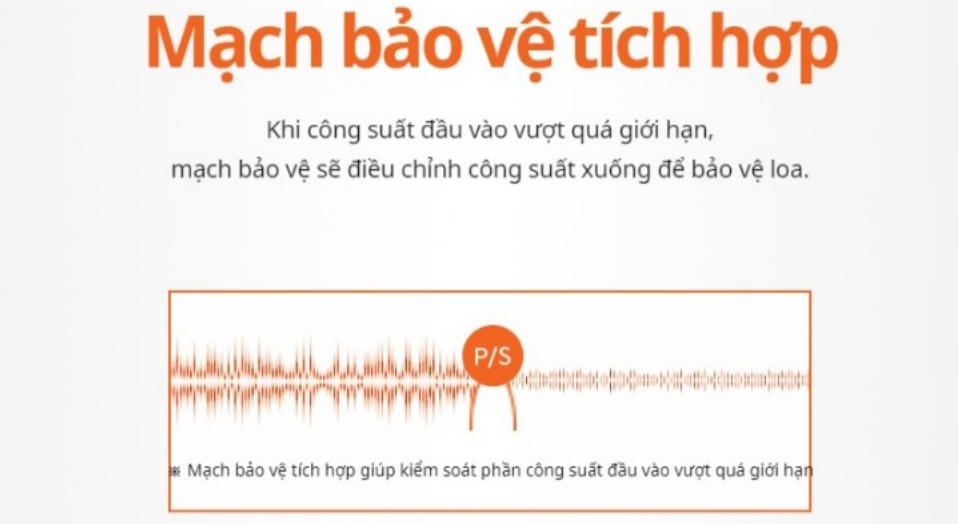 Mạch bảo vệ tích hợp
Khi công suất đầu vào vượt quá giới hạn,
mạch bảo vệ sẽ điều chỉnh công suất xuống để bảo vệ loa.
P/S
※ Mạch bảo vệ tích hợp giúp kiểm soát phần công suất đầu vào vượt quá giới hạn